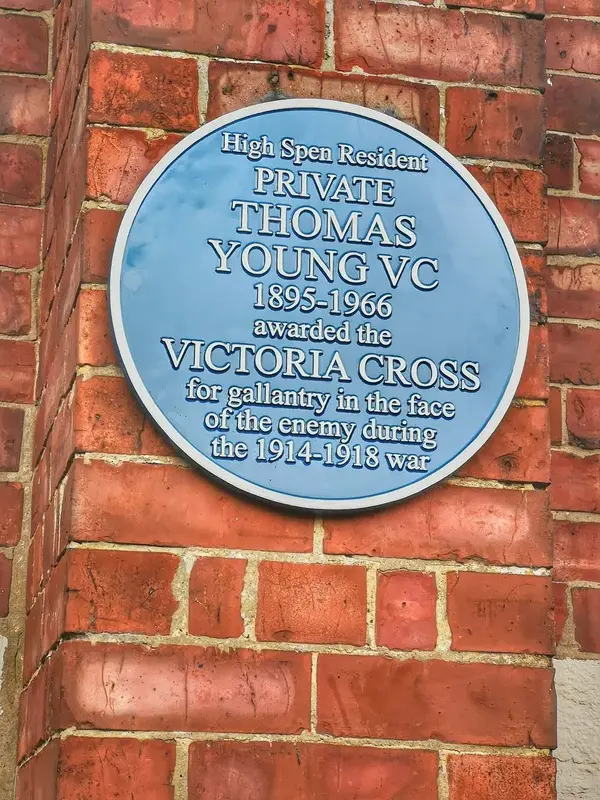 High Spen Resident
PRIVATE
THOMAS
YOUNG VC
1895-1966
awarded the
VICTORIA CROSS
for gallantry in the face
of the enemy during
the 1914-1918 war